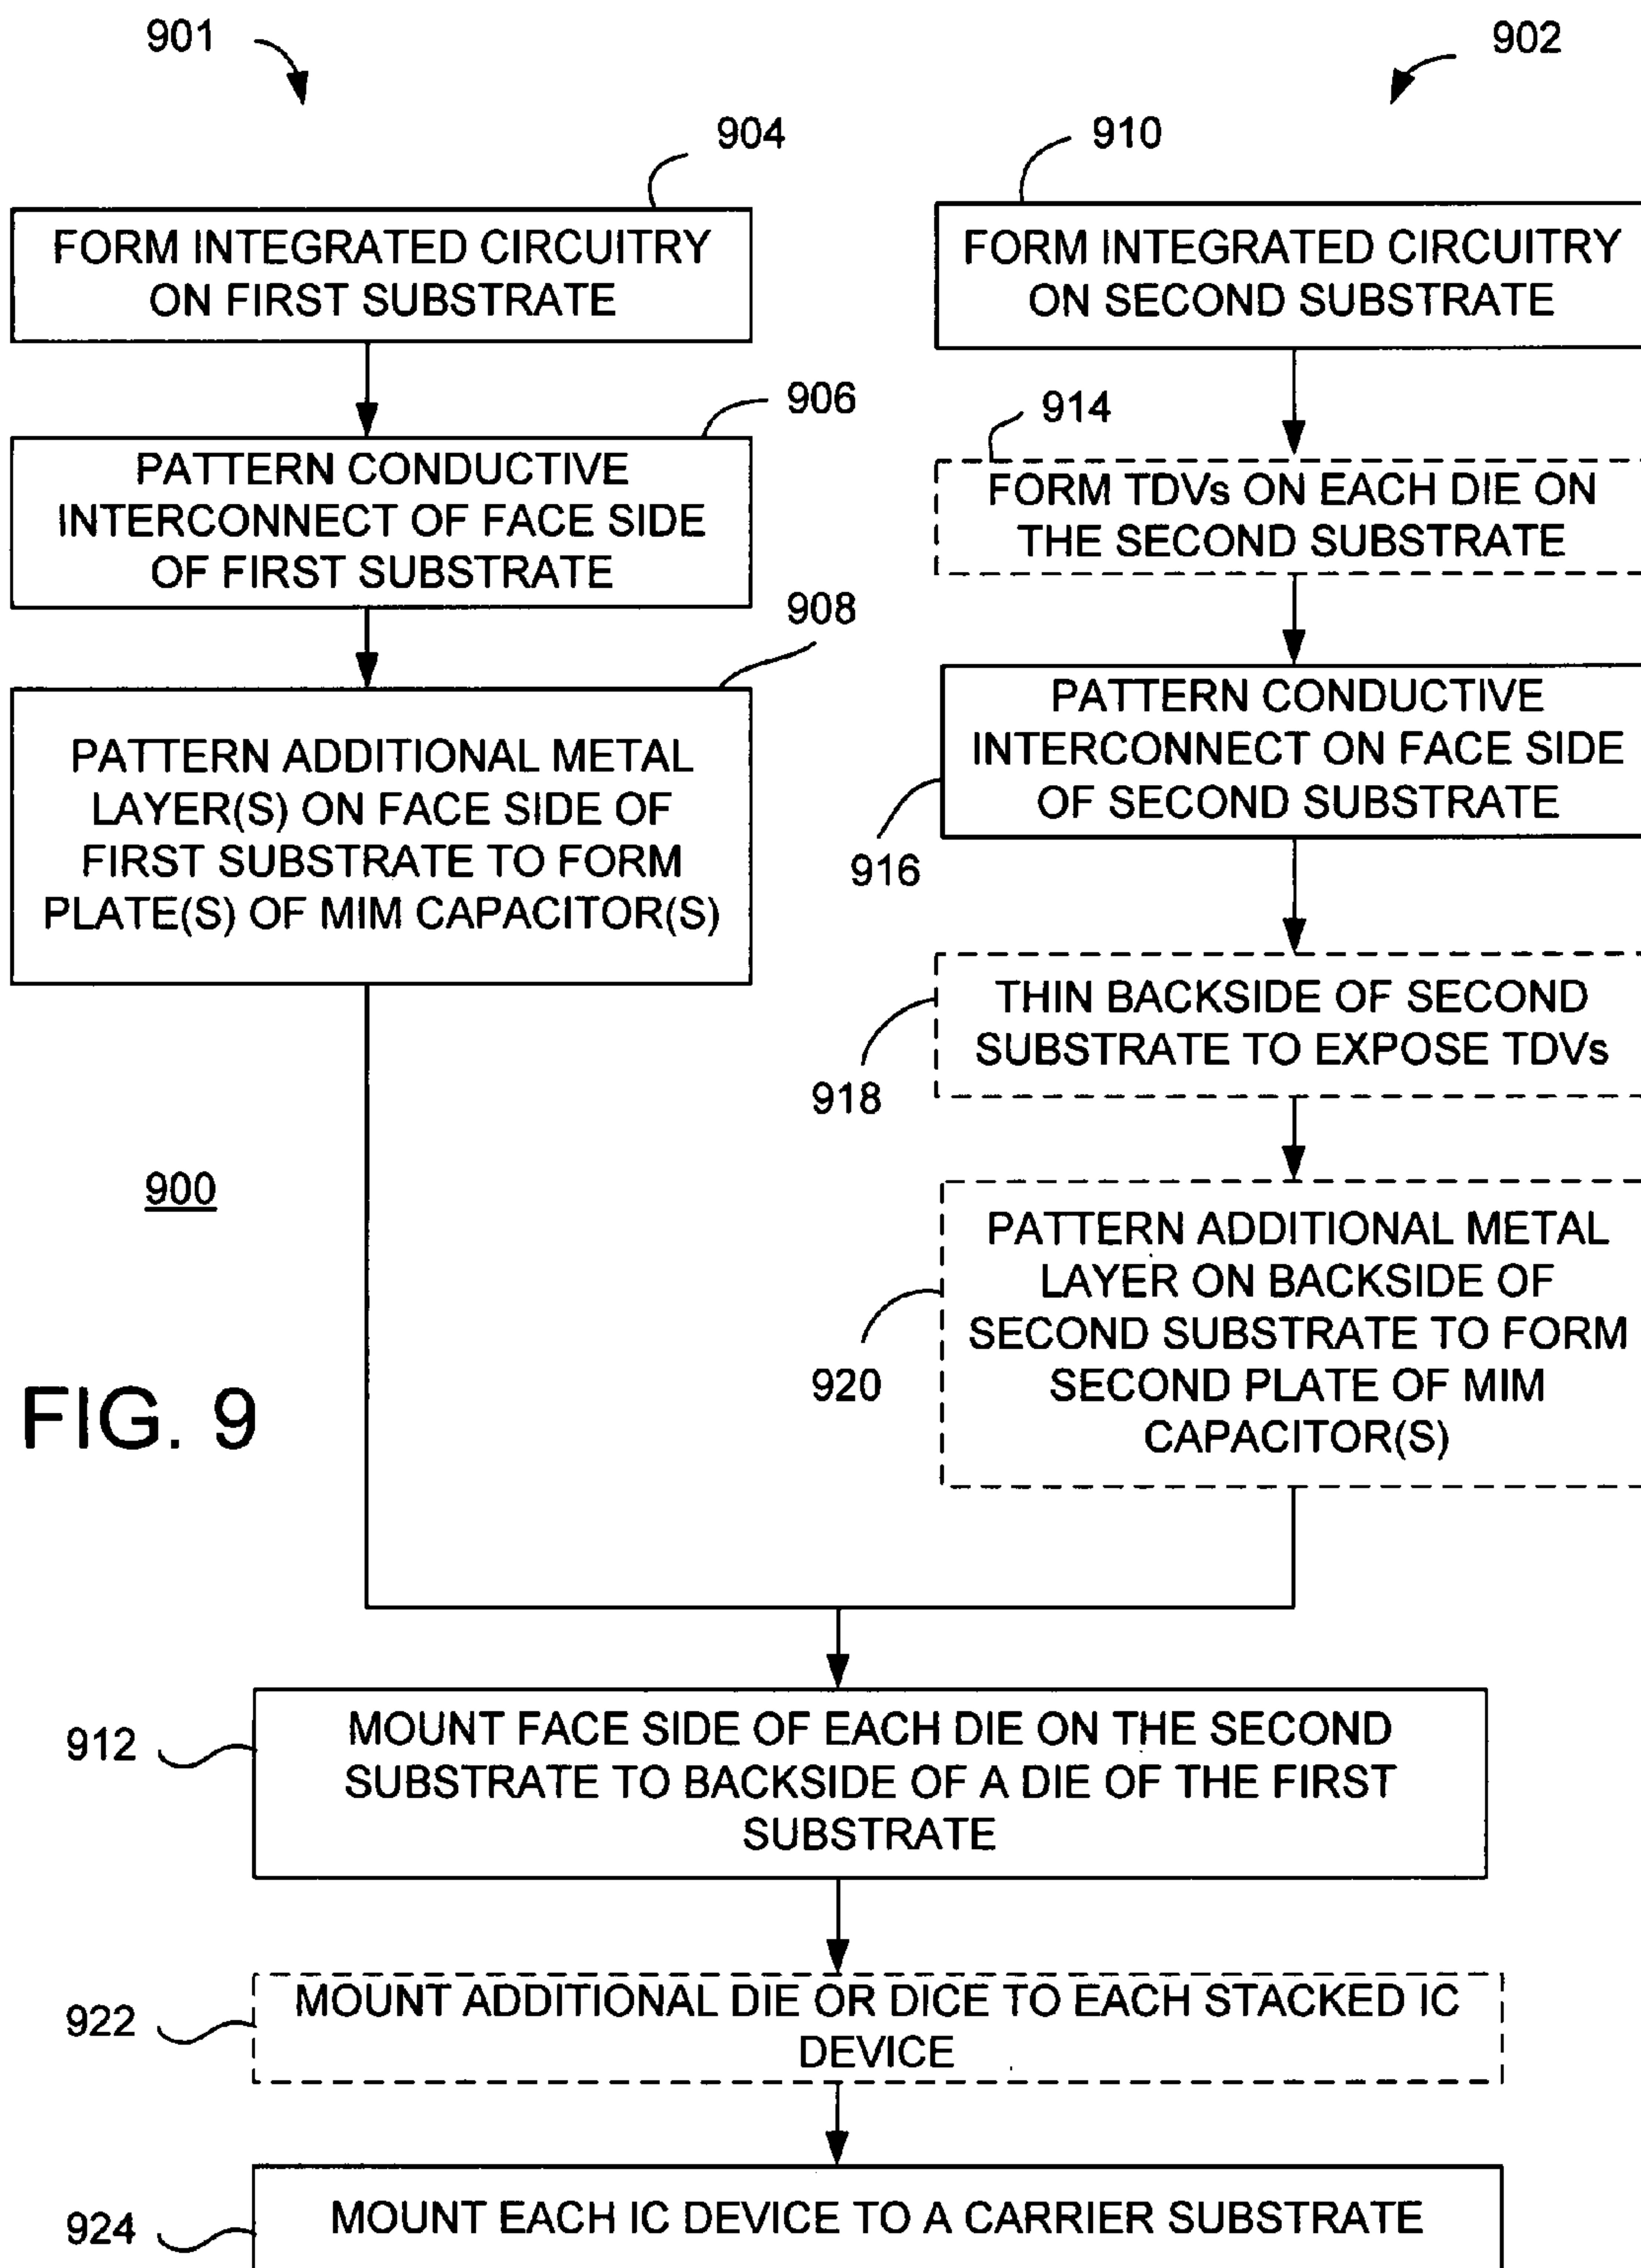 901
902
904
FORM INTEGRATED CIRCUITRY
ON FIRST SUBSTRATE
906
PATTERN CONDUCTIVE
INTERCONNECT OF FACE SIDE
OF FIRST SUBSTRATE
908
PATTERN ADDITIONAL METAL
LAYER(S) ON FACE SIDE OF
FIRST SUBSTRATE TO FORM
PLATE(S) OF MIM CAPACITOR(S)
910
FORM INTEGRATED CIRCUITRY
ON SECOND SUBSTRATE
914
FORM TDVs ON EACH DIE ON
THE SECOND SUBSTRATE
PATTERN CONDUCTIVE
INTERCONNECT ON FACE SIDE
OF SECOND SUBSTRATE
916
THIN BACKSIDE OF SECOND
SUBSTRATE TO EXPOSE TDVs
918
PATTERN ADDITIONAL METAL
LAYER ON BACKSIDE OF
SECOND SUBSTRATE TO FORM
SECOND PLATE OF MIM
CAPACITOR(S)
920
900
FIG. 9
912
MOUNT FACE SIDE OF EACH DIE ON THE SECOND
SUBSTRATE TO BACKSIDE OF A DIE OF THE FIRST
SUBSTRATE
922
MOUNT ADDITIONAL DIE OR DICE TO EACH STACKED IC
DEVICE
924
MOUNT EACH IC DEVICE TO A CARRIER SUBSTRATE